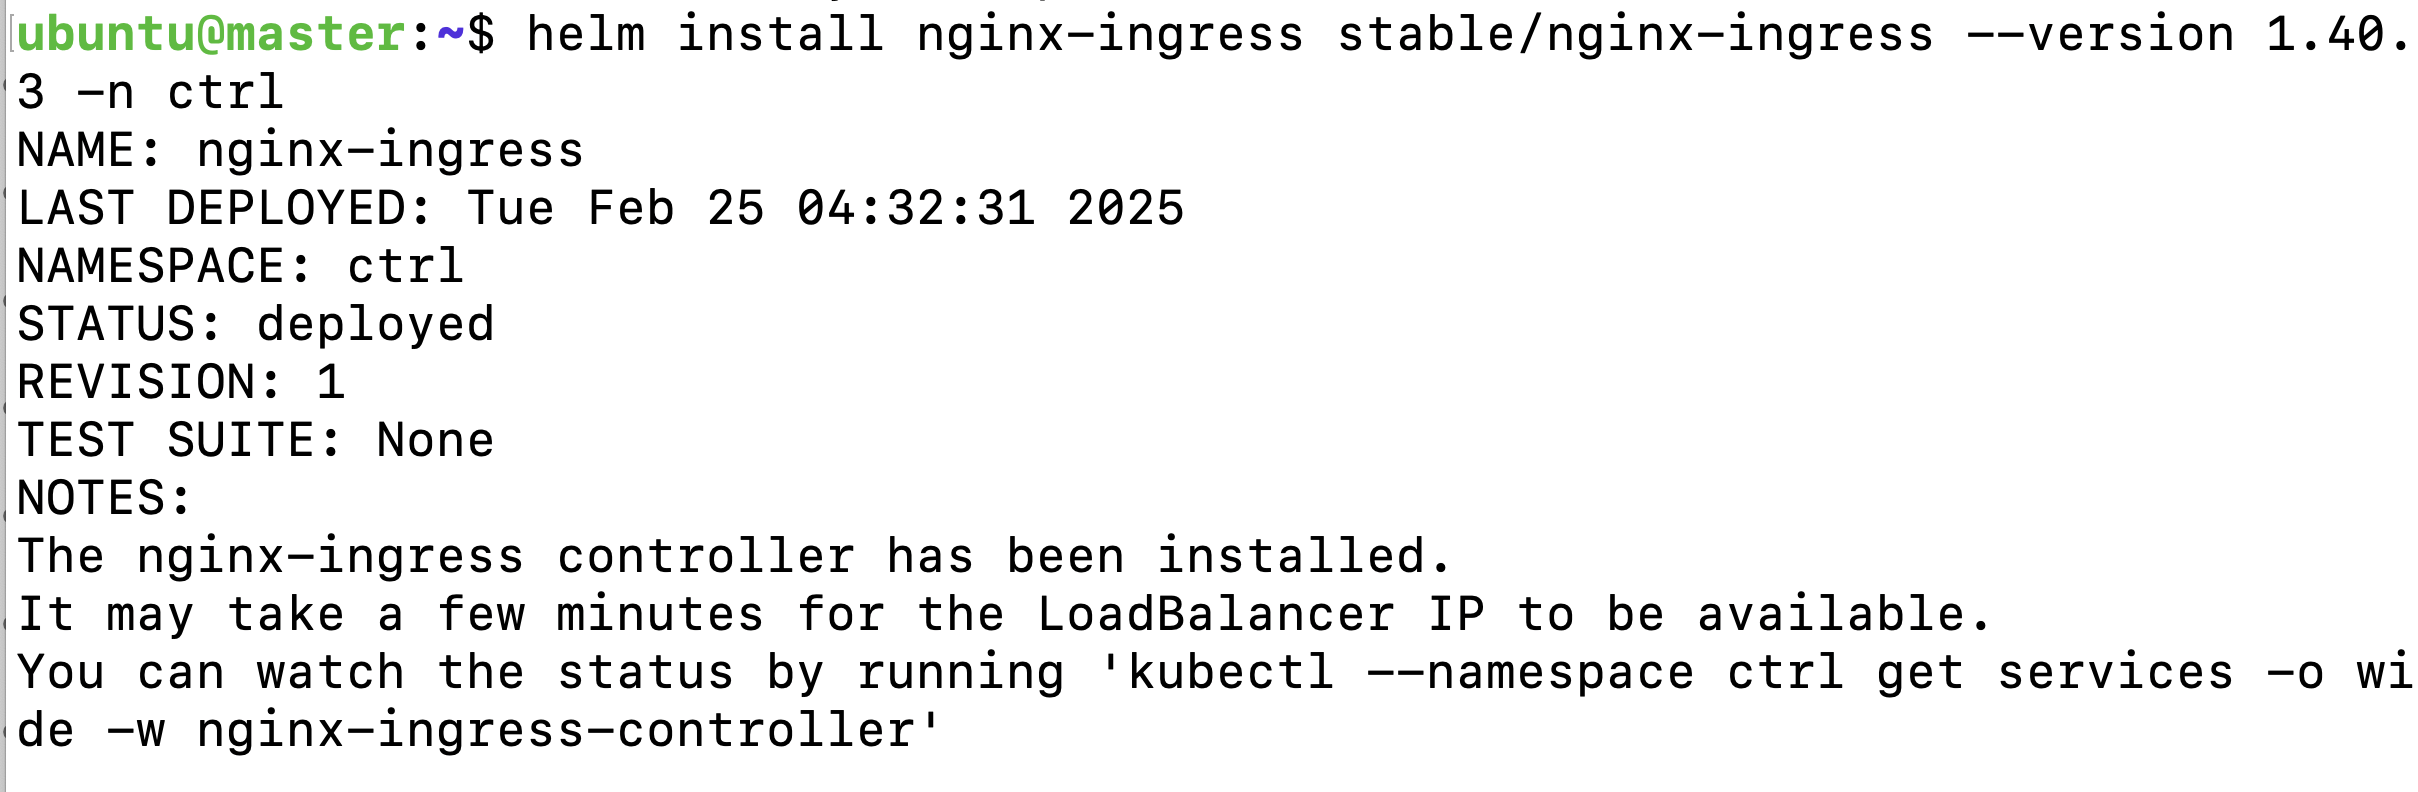 ubuntu@master:~$ helm install nginx-ingress stable/nginx-ingress --version 1.40.
3 -n ctrl
NAME: nginx-ingress
LAST DEPLOYED: Tue Feb 25 04:32:31 2025
NAMESPACE: ctrl
STATUS: deployed
REVISION: 1
TEST SUITE: None
NOTES:
The nginx-ingress controller has been installed.
It may take a few minutes for the LoadBalancer IP to be available.
You can watch the status by running 'kubectl --namespace ctrl get services -o wi
de -w nginx-ingress-controller'